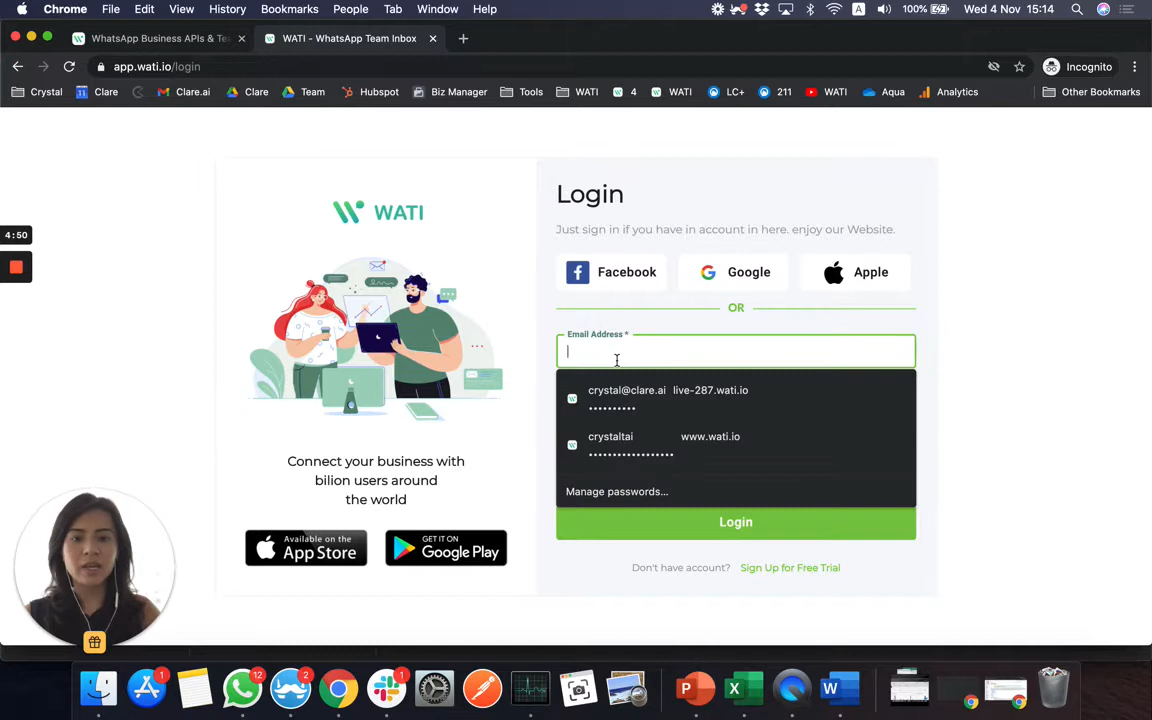 Chrome File Edit View History Bookmarks People Tab Window Help
A 100% Wed 4 Nov 15:14
WhatsApp Business APIs & Te
WATI - WhatsApp Team Inbox
app.wati.io/login
Incognito
Crystal Clare Clare.ai Clare Team Hubspot Biz Manager Tools WATI 4 WATI LC+ 211 WATI Aqua Analytics Other Bookmarks
4:50
WATI
Connect your business with
bilion users around
the world
Available on the
App Store
GET IT ON
Google Play
Login
Just sign in if you have in account in here. enjoy our Website.
Facebook
Google
Apple
OR
Email Address *
crystal@clare.ai live-287.wati.io
••••••••••
crystaltai www.wati.io
••••••••••••••••••
Manage passwords...
Login
Don't have account? Sign Up for Free Trial
1
12
2
1
P
X
W